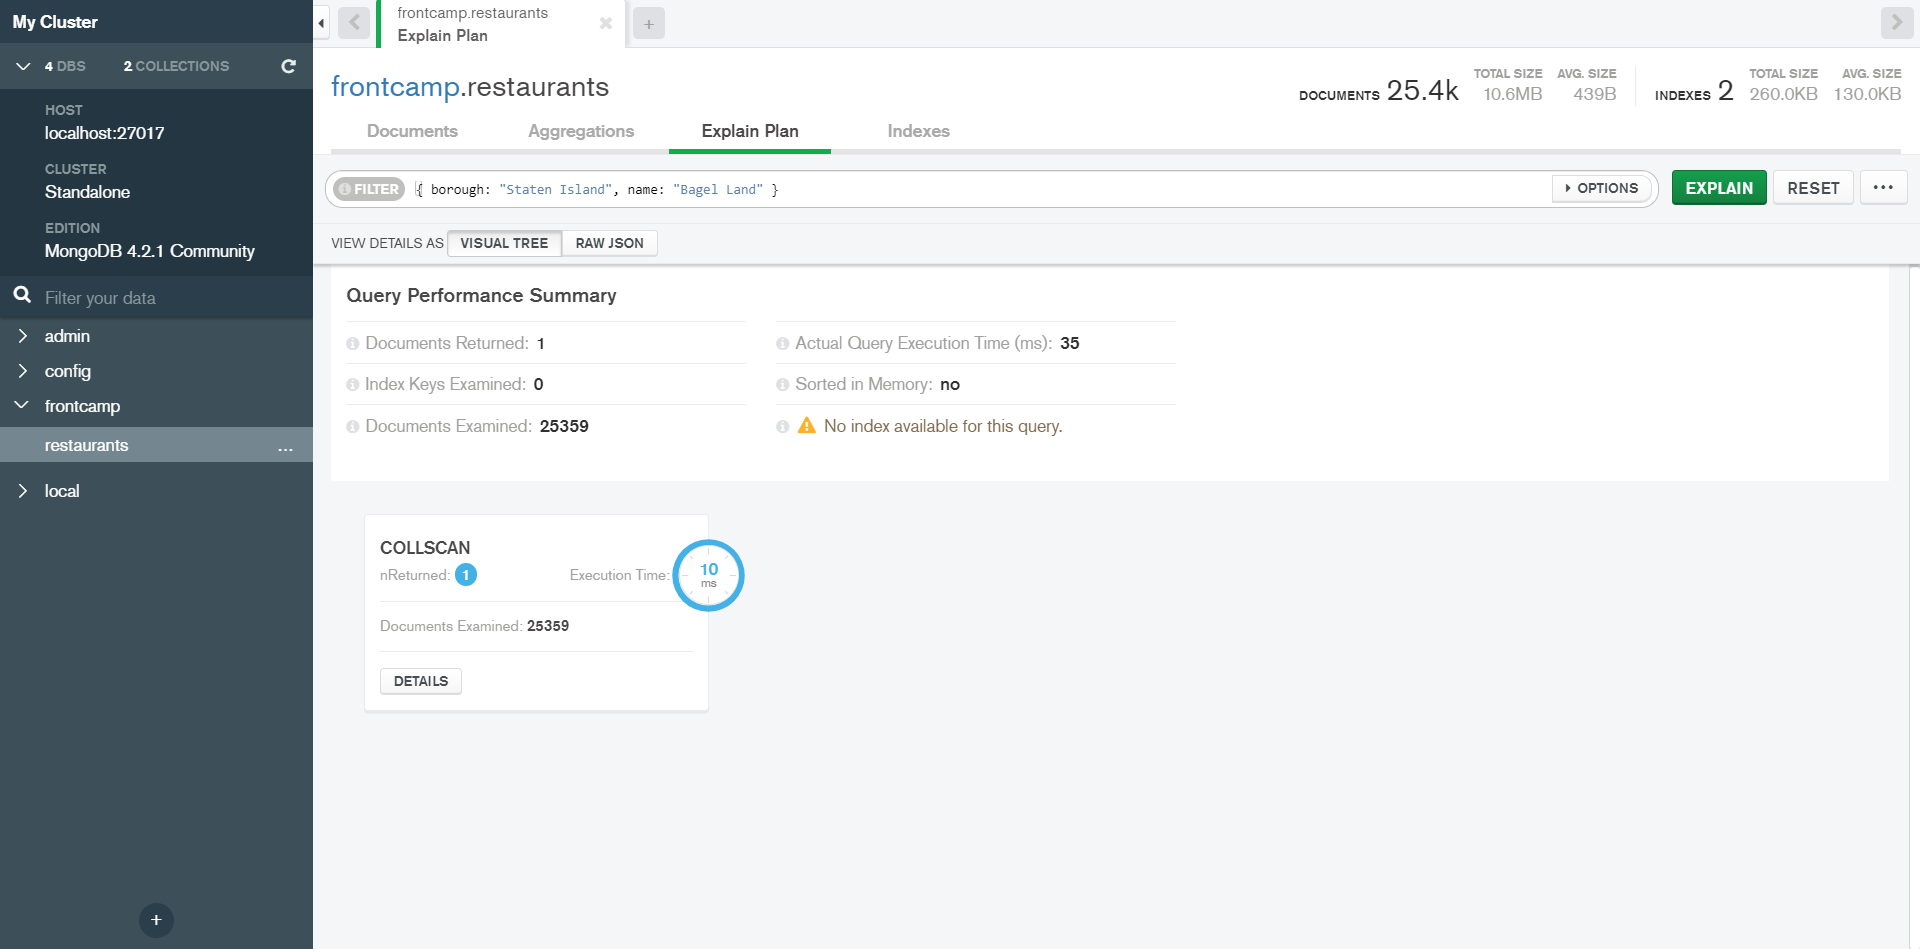 My Cluster
4 DBS 2 COLLECTIONS
HOST
localhost:27017
CLUSTER
Standalone
EDITION
MongoDB 4.2.1 Community
Filter your data
admin
config
frontcamp
restaurants ...
local
+
frontcamp.restaurants
Explain Plan
+
frontcamp.restaurants
DOCUMENTS 25.4k TOTAL SIZE 10.6MB AVG. SIZE 439B
INDEXES 2 TOTAL SIZE 260.0KB AVG. SIZE 130.0KB
Documents Aggregations Explain Plan Indexes
FILTER { borough: "Staten Island", name: "Bagel Land" } OPTIONS EXPLAIN RESET ...
VIEW DETAILS AS VISUAL TREE RAW JSON
Query Performance Summary
Documents Returned: 1
Index Keys Examined: 0
Documents Examined: 25359
Actual Query Execution Time (ms): 35
Sorted in Memory: no
No index available for this query.
COLLSCAN
nReturned: 1 Execution Time: 10 ms
Documents Examined: 25359
DETAILS